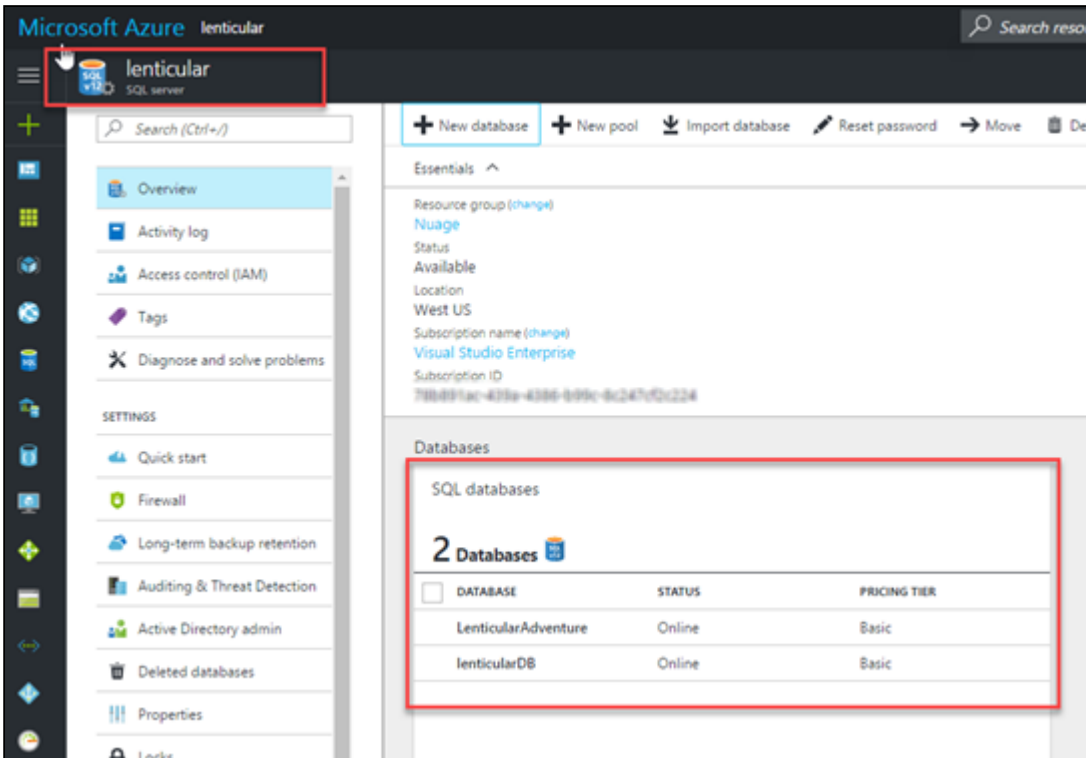 Microsoft Azure lenticular
Search reso
lenticular
SQL server
Search (Ctrl+/)
Overview
Activity log
Access control (IAM)
Tags
Diagnose and solve problems
SETTINGS
Quick start
Firewall
Long-term backup retention
Auditing & Threat Detection
Active Directory admin
Deleted databases
Properties
Locks
New database New pool Import database Reset password Move De
Essentials
Resource group (change)
Nuage
Status
Available
Location
West US
Subscription name (change)
Visual Studio Enterprise
Subscription ID
Databases
SQL databases
2 Databases
DATABASE STATUS PRICING TIER
LenticularAdventure Online Basic
lenticularDB Online Basic